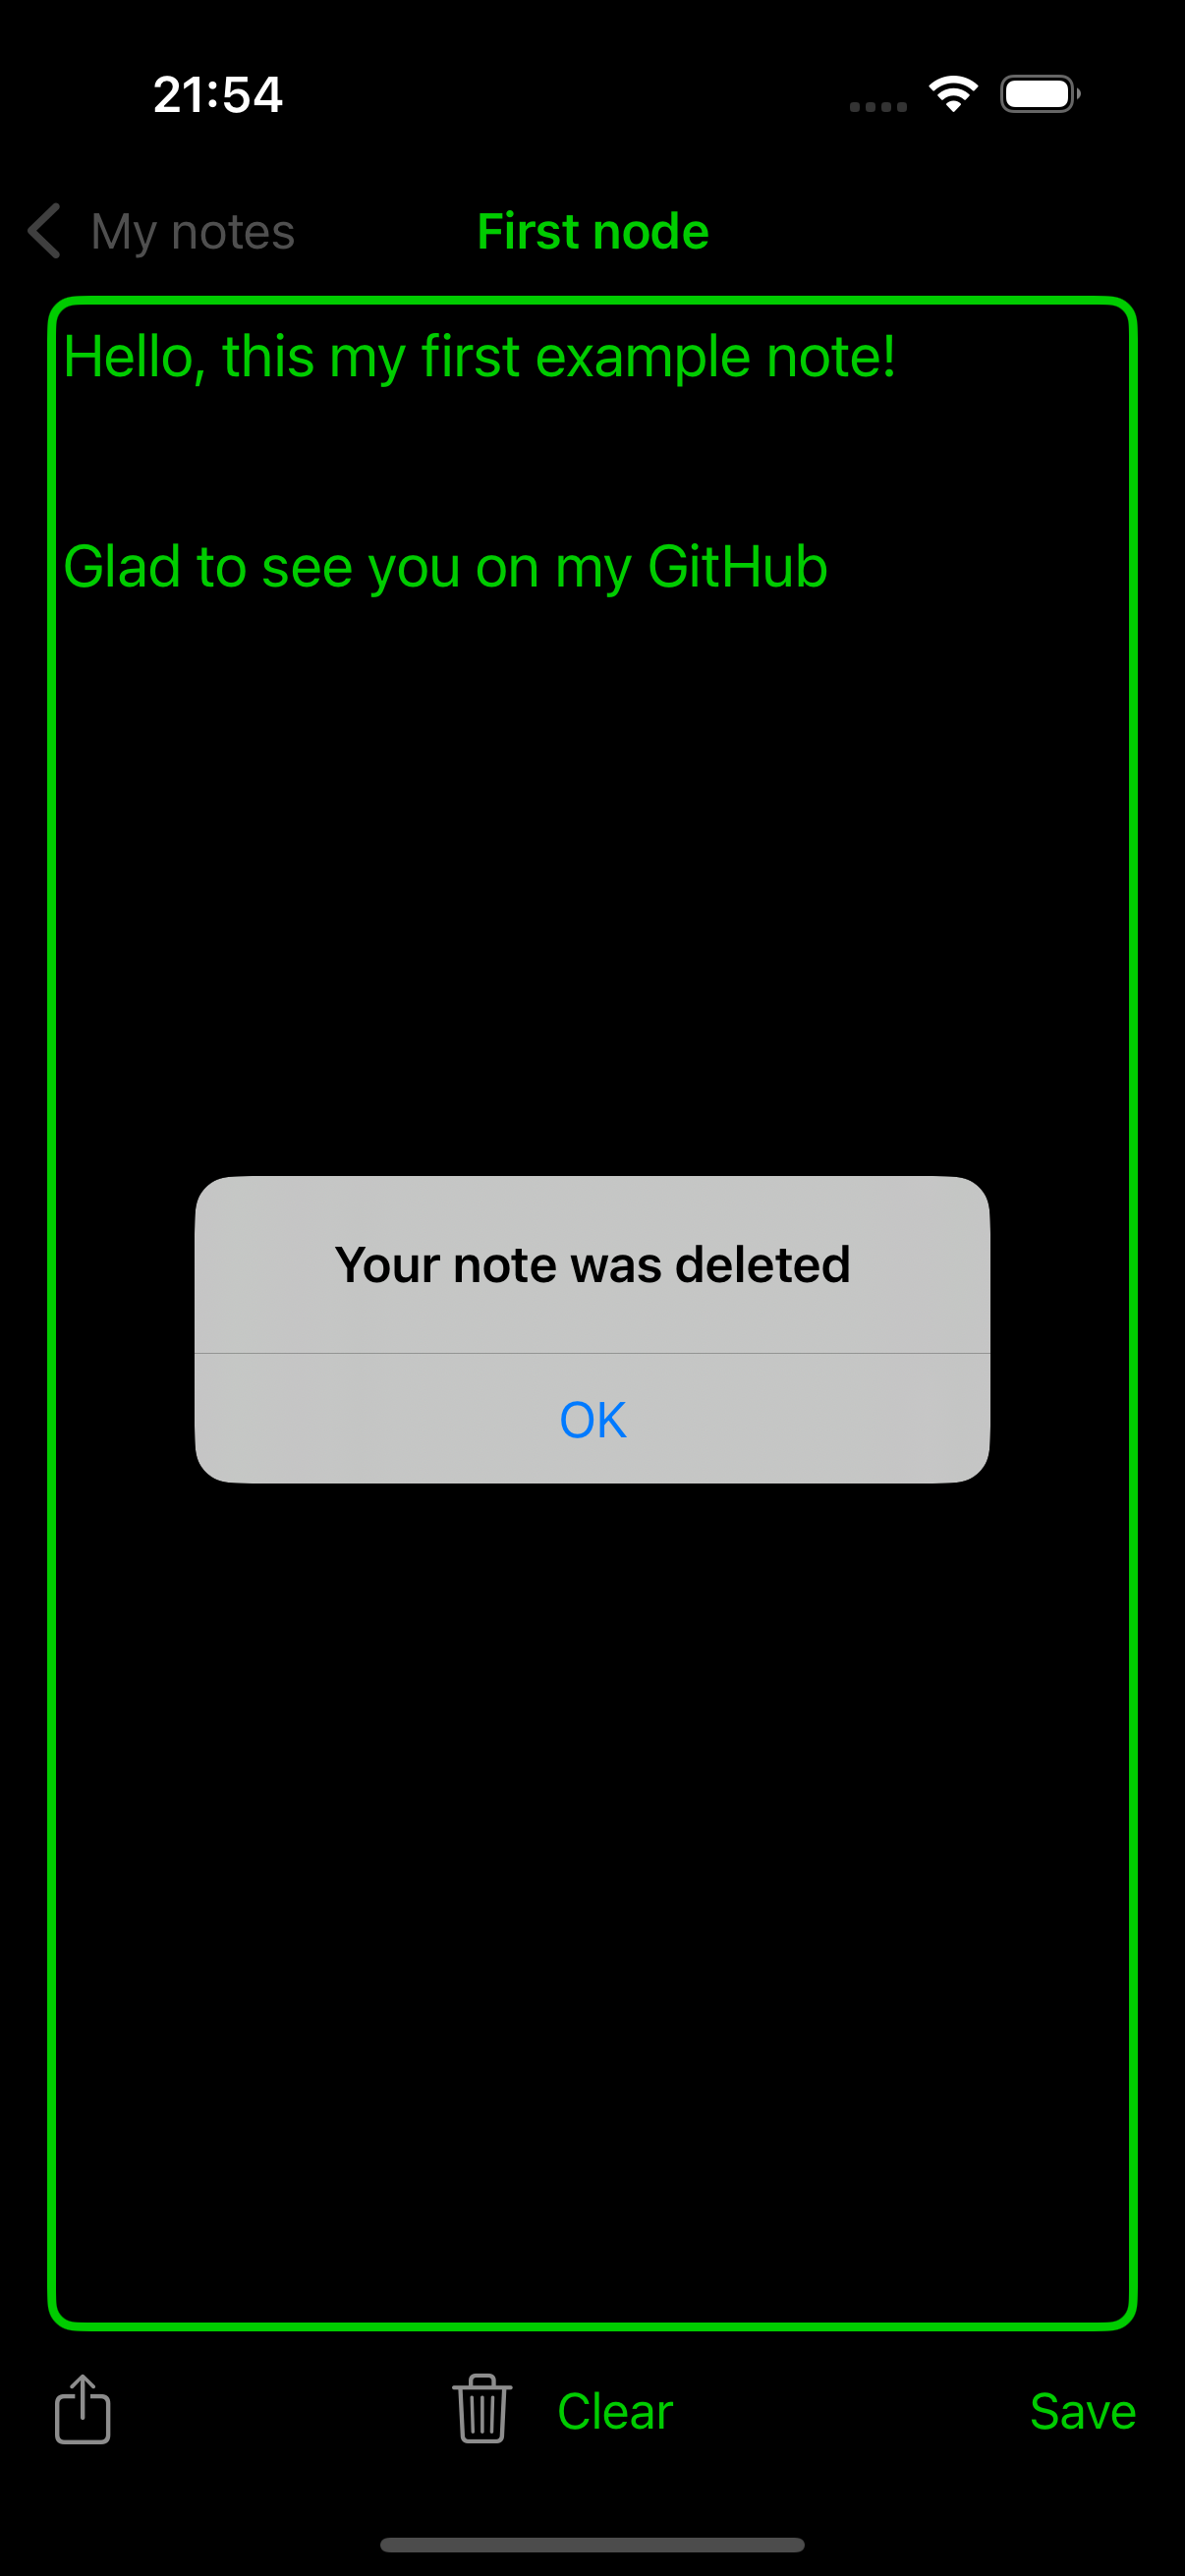 21:54
My notes
First node
Hello, this my first example note!
Glad to see you on my GitHub
Your note was deleted
OK
Clear
Save